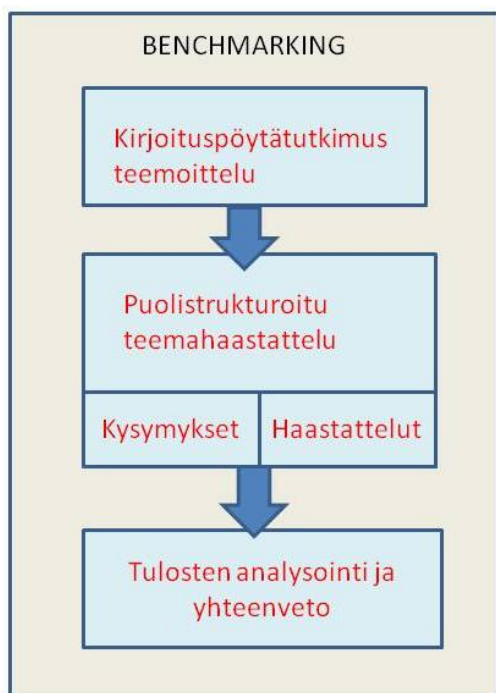 BENCHMARKING
Kirjoituspöytätutkimus
teemoittelu
Puolistrukturoitu
teemahaastattelu
Kysymykset
Haastattelut
Tulosten analysointi ja
yhteenveto